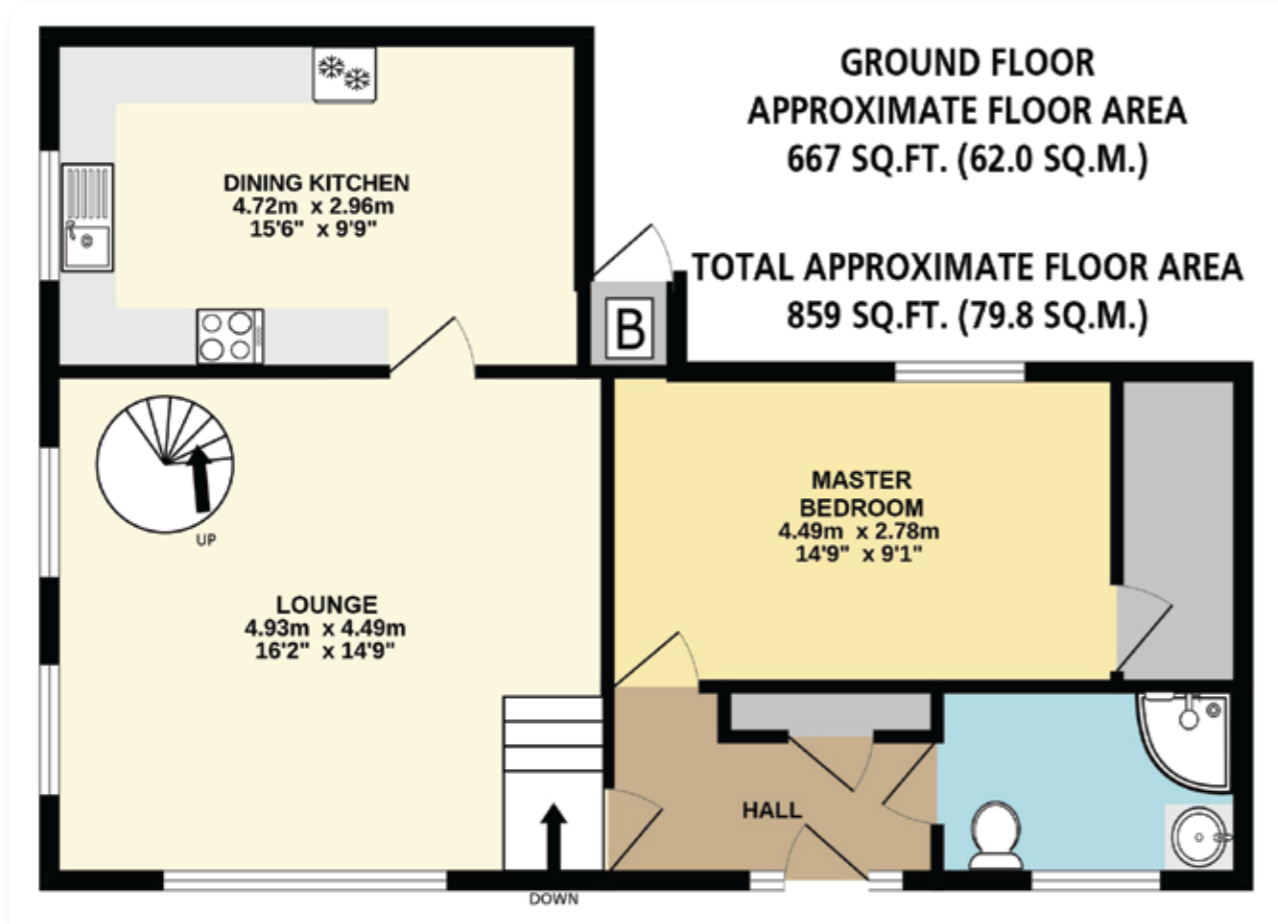 GROUND FLOOR
APPROXIMATE FLOOR AREA
667 SQ.FT. (62.0 SQ.M.)
TOTAL APPROXIMATE FLOOR AREA
859 SQ.FT. (79.8 SQ.M.)
DINING KITCHEN
4.72m x 2.96m
15'6" x 9'9"
B
MASTER
BEDROOM
4.49m x 2.78m
14'9" x 9'1"
UP
LOUNGE
4.93m x 4.49m
16'2" x 14'9"
HALL
DOWN